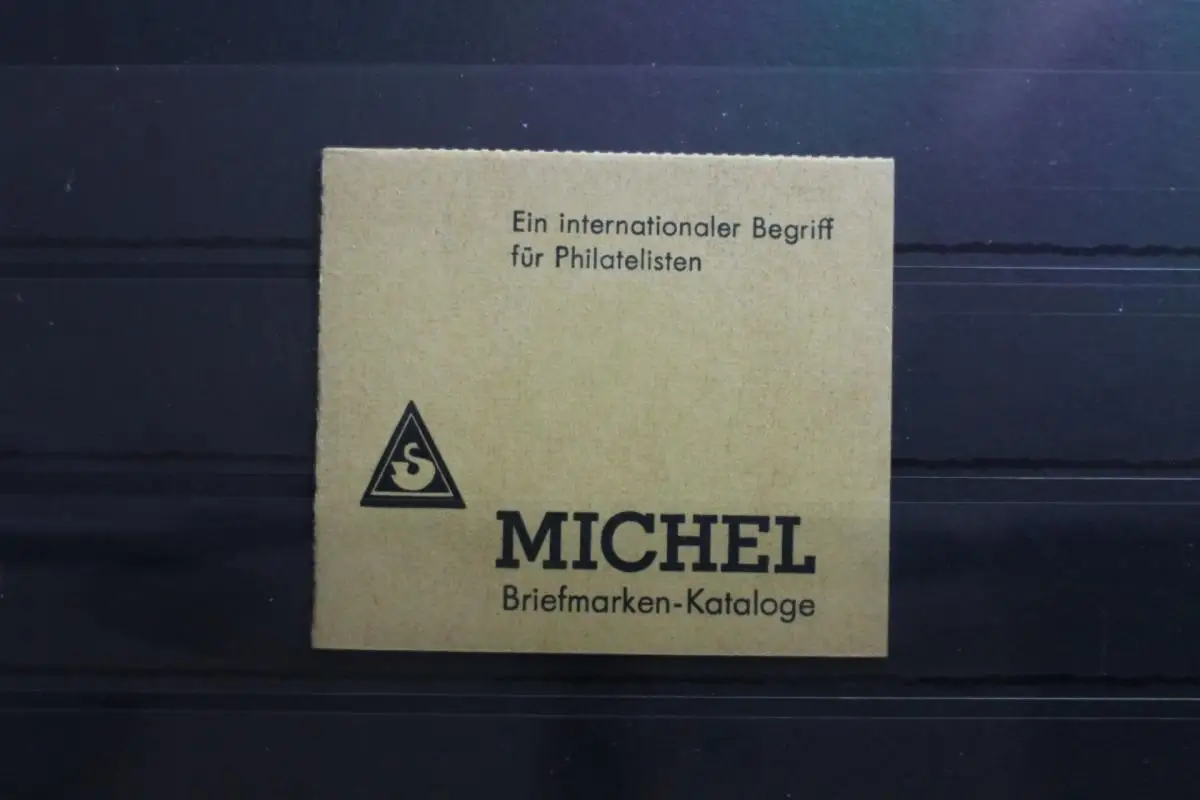 Ein internationaler Begriff
für Philatelisten
MICHEL
Briefmarken-Kataloge